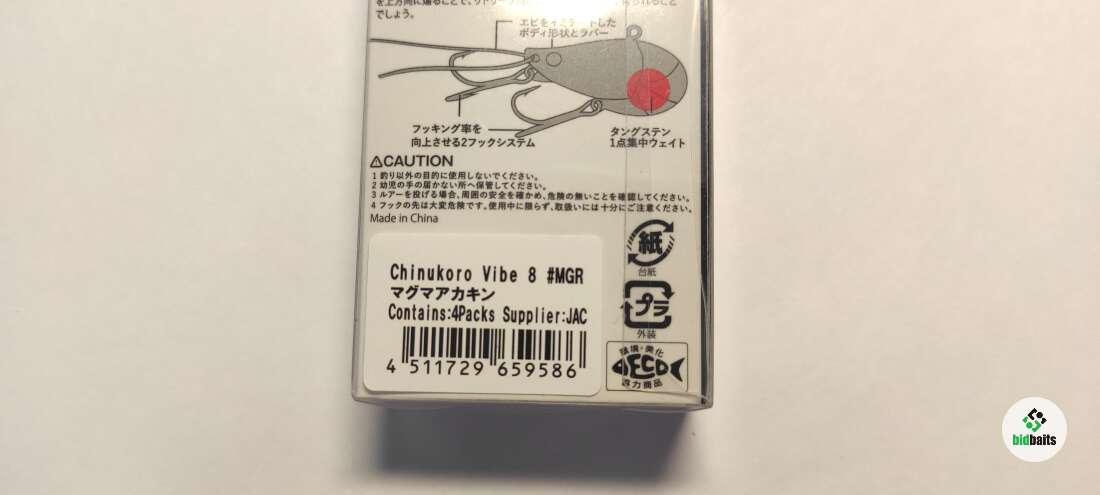 でしょう。
エビをイミテートした
ボディ形状とラバー
フッキング率を
向上させる2フックシステム
タングステン
1点集中ウェイト
⚠CAUTION
1 釣り以外の目的に使用しないでください。
2 幼児の手の届かない所へ保管してください。
3 ルアーを投げる場合、周囲の安全を確かめ、危険の無いことを確認してください。
4 フックの先は大変危険です。使用中に限らず、取扱いには十分にご注意ください。
Made in China
紙
台紙
Chinukoro Vibe 8 #MGR
マグマアカキン
Contains:4Packs Supplier:JAC
4 511729 659586
プラ
外装
環境・美化
ECO
協力商品
bidbaits